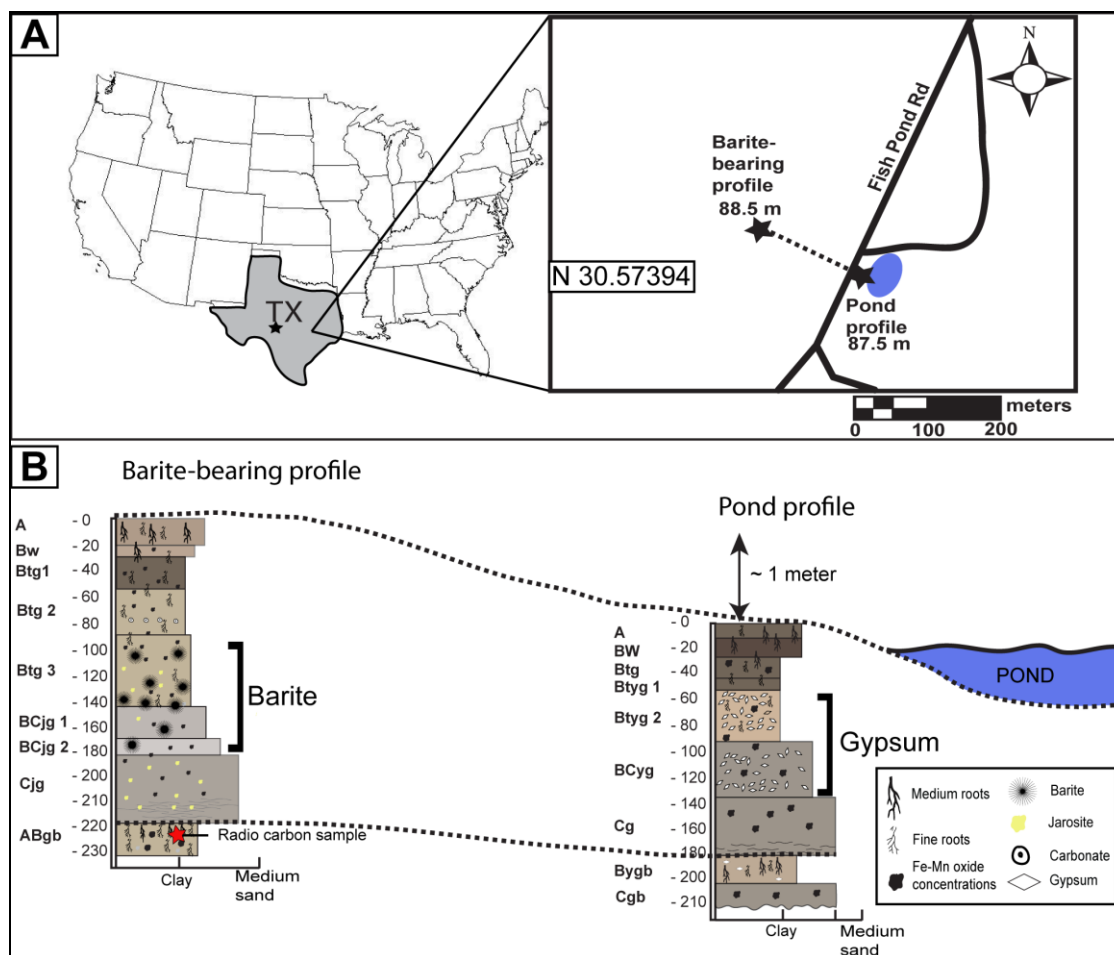 A
TX
N
Fish Pond Rd
Barite-
bearing
profile
88.5 m
N 30.57394
Pond
profile
87.5 m
meters
0 100 200
B
Barite-bearing profile
Pond profile
~ 1 meter
A
Bw
Btg1
Btg 2
Btg 3
BCjg 1
BCjg 2
Cjg
ABgb
- 0
- 20
- 40
- 60
- 80
- 100
- 120
- 140
- 160
- 180
- 200
- 210
- 220
- 230
Barite
Radio carbon sample
Clay
Medium
sand
A
BW
Btg
Btyg 1
Btyg 2
BCyg
Cg
Bygb
Cgb
- 0
- 20
- 40
- 60
- 80
- 100
- 120
- 140
- 160
- 180
- 200
- 210
Gypsum
POND
Clay
Medium
sand
Medium roots
Fine roots
Fe-Mn oxide
concentrations
Barite
Jarosite
Carbonate
Gypsum